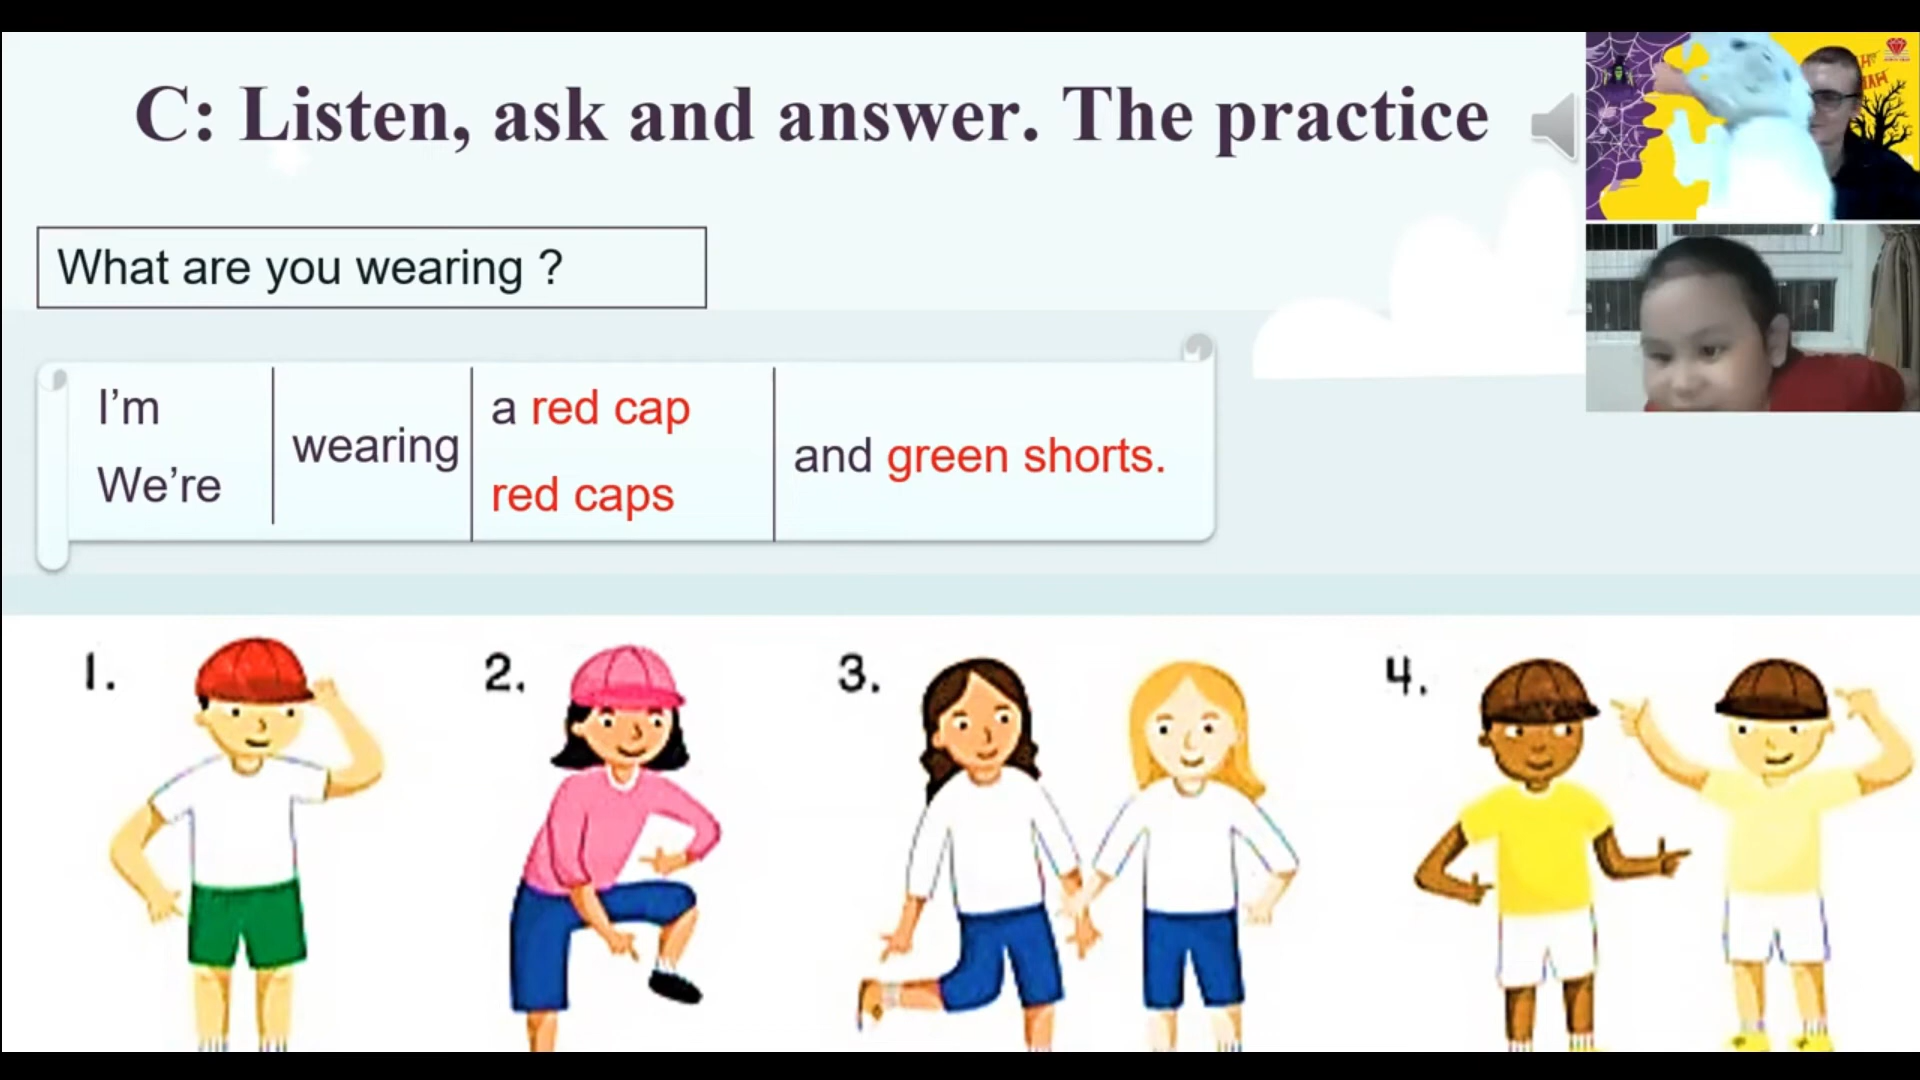 C: Listen, ask and answer. The practice
What are you wearing ?
I’m
We’re
wearing
a red cap
red caps
and green shorts.
1.
2.
3.
4.